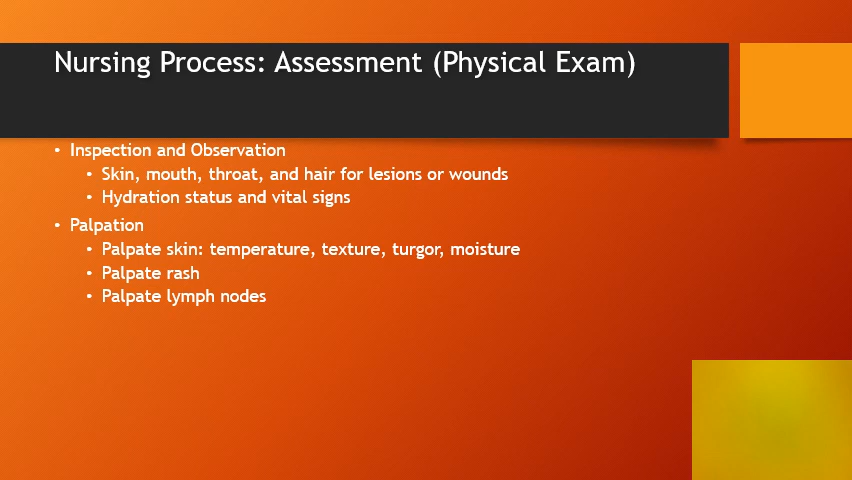 Nursing Process: Assessment (Physical Exam)
• Inspection and Observation
• Skin, mouth, throat, and hair for lesions or wounds
• Hydration status and vital signs
• Palpation
• Palpate skin: temperature, texture, turgor, moisture
• Palpate rash
• Palpate lymph nodes